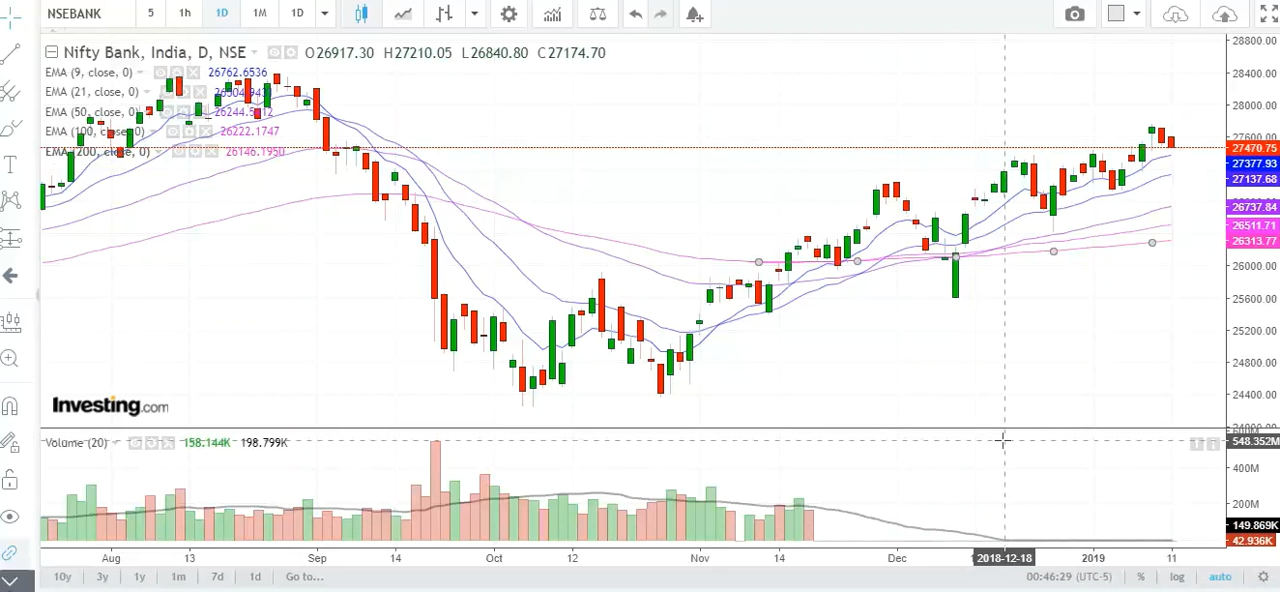 NSEBANK 5 1h 1D 1M 1D
Nifty Bank, India, D, NSE O26917.30 H27210.05 L26840.80 C27174.70
EMA (9, close, 0) 26762.6536
EMA (21, close, 0)
EMA (50, close, 0)
EMA (100, close, 0) 26222.1747
EMA (200, close, 0) 26146.1950
28800.00
28400.00
28000.00
27600.00
27470.75
27377.93
27137.68
26737.84
26511.71
26313.77
26000.00
25600.00
25200.00
24800.00
24400.00
Investing.com
Volume (20) 158.144K 198.799K
548.352M
400M
200M
149.869K
42.936K
Aug 13 Sep 14 Oct 12 Nov 14 Dec 2018-12-18 2019 11
10y 3y 1y 1m 7d 1d Go to... 00:46:29 (UTC-5) % log auto